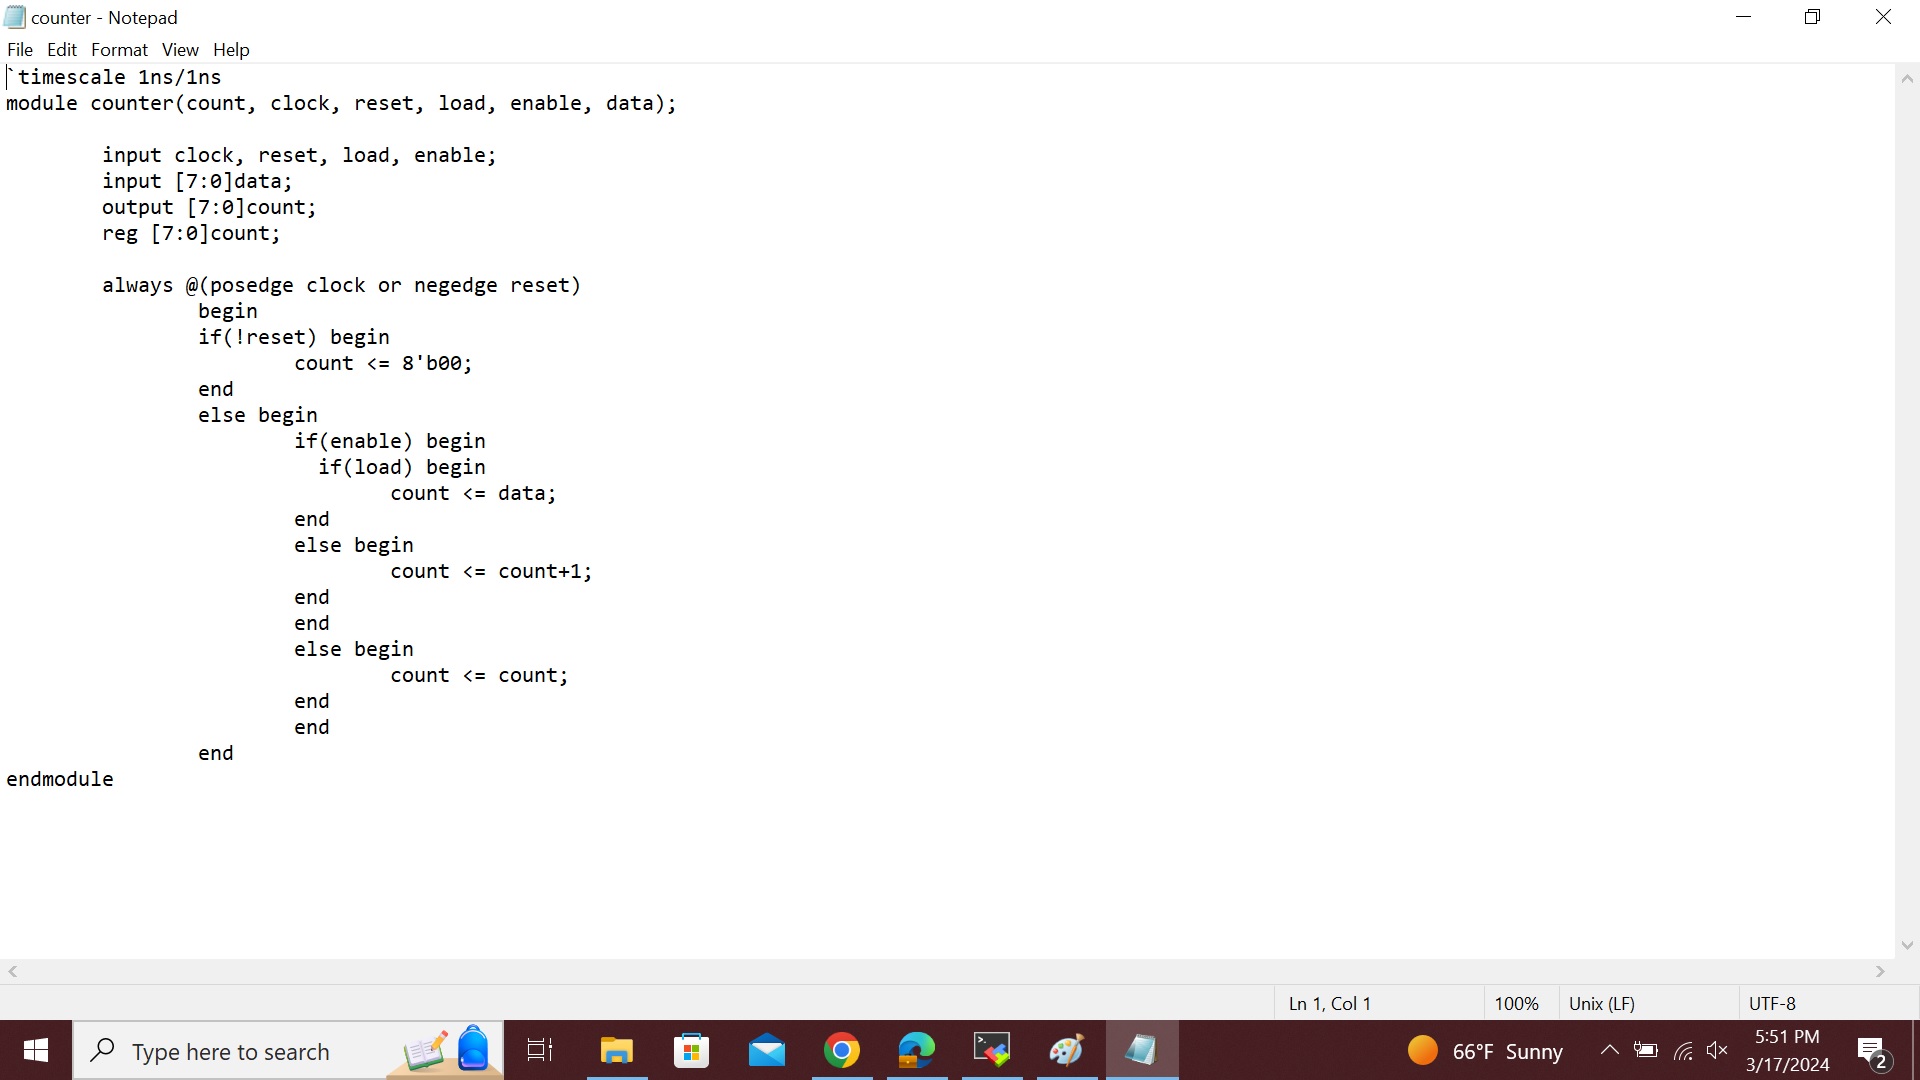 counter - Notepad
File Edit Format View Help
`timescale 1ns/1ns
module counter(count, clock, reset, load, enable, data);
input clock, reset, load, enable;
input [7:0]data;
output [7:0]count;
reg [7:0]count;
always @(posedge clock or negedge reset)
begin
if(!reset) begin
count <= 8'b00;
end
else begin
if(enable) begin
if(load) begin
count <= data;
end
else begin
count <= count+1;
end
end
else begin
count <= count;
end
end
end
endmodule
Ln 1, Col 1
100%
Unix (LF)
UTF-8
Type here to search
66°F Sunny
5:51 PM
3/17/2024
2